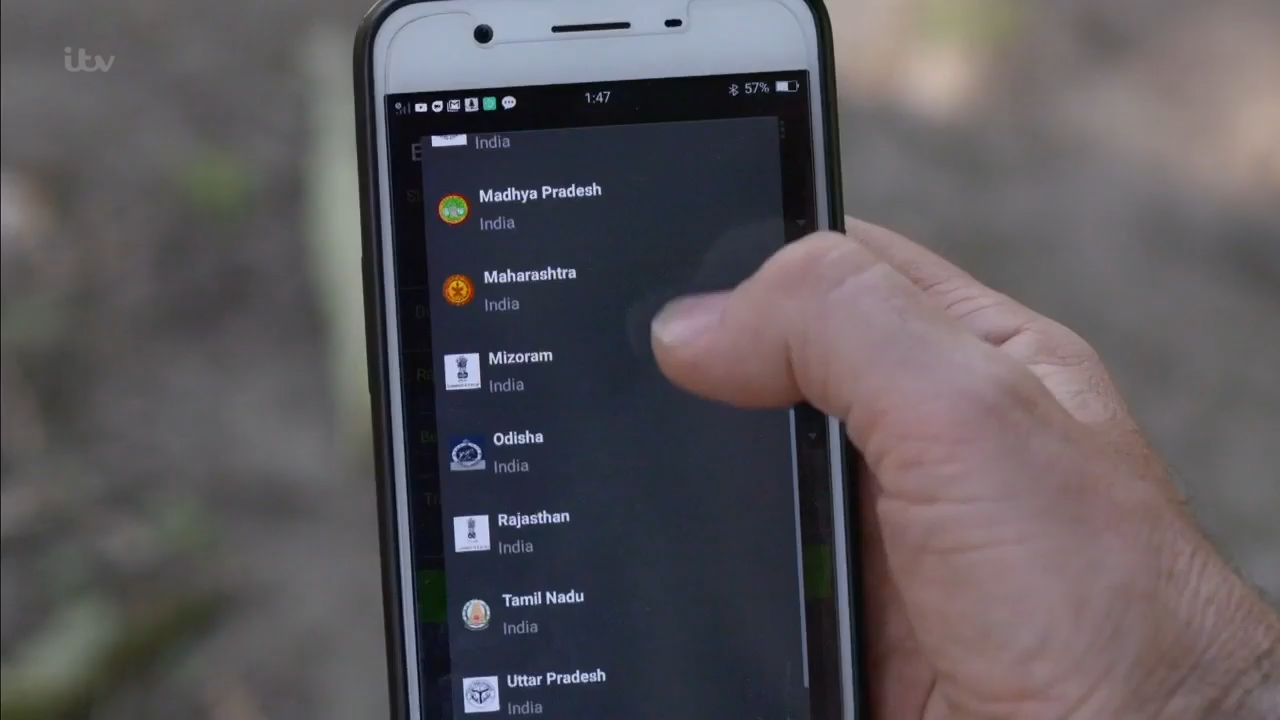 itv
1:47
57%
India
Madhya Pradesh
India
Maharashtra
India
Mizoram
India
Odisha
India
Rajasthan
India
Tamil Nadu
India
Uttar Pradesh
India